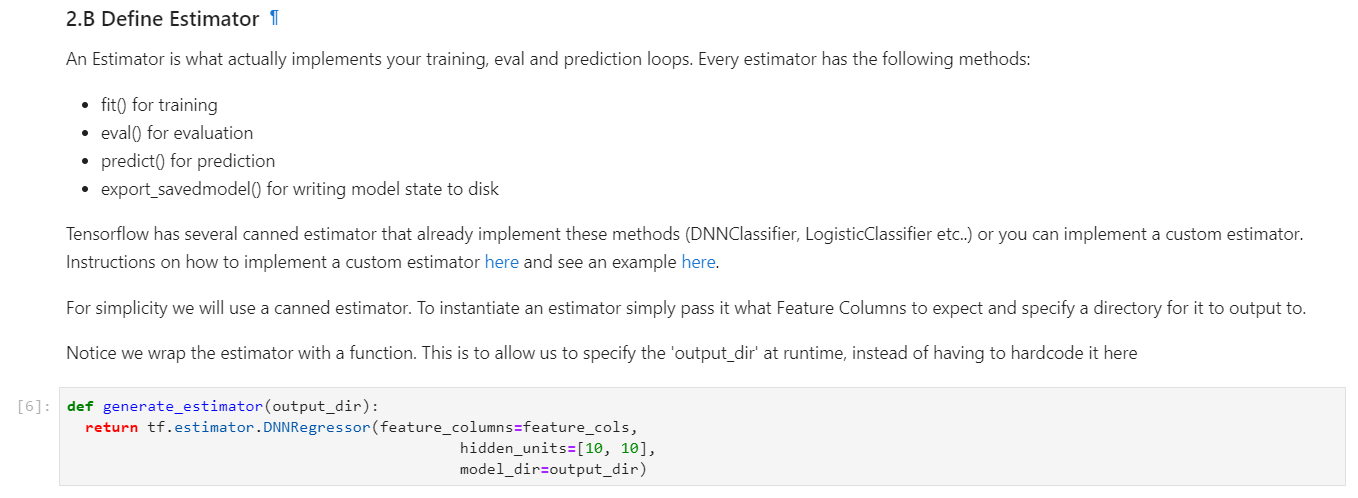 2.B Define Estimator ¶
An Estimator is what actually implements your training, eval and prediction loops. Every estimator has the following methods:
• fit() for training
• eval() for evaluation
• predict() for prediction
• export_savedmodel() for writing model state to disk
Tensorflow has several canned estimator that already implement these methods (DNNClassifier, LogisticClassifier etc..) or you can implement a custom estimator.
Instructions on how to implement a custom estimator here and see an example here.
For simplicity we will use a canned estimator. To instantiate an estimator simply pass it what Feature Columns to expect and specify a directory for it to output to.
Notice we wrap the estimator with a function. This is to allow us to specify the 'output_dir' at runtime, instead of having to hardcode it here
[6]: def generate_estimator(output_dir):
return tf.estimator.DNNRegressor(feature_columns=feature_cols,
hidden_units=[10, 10],
model_dir=output_dir)